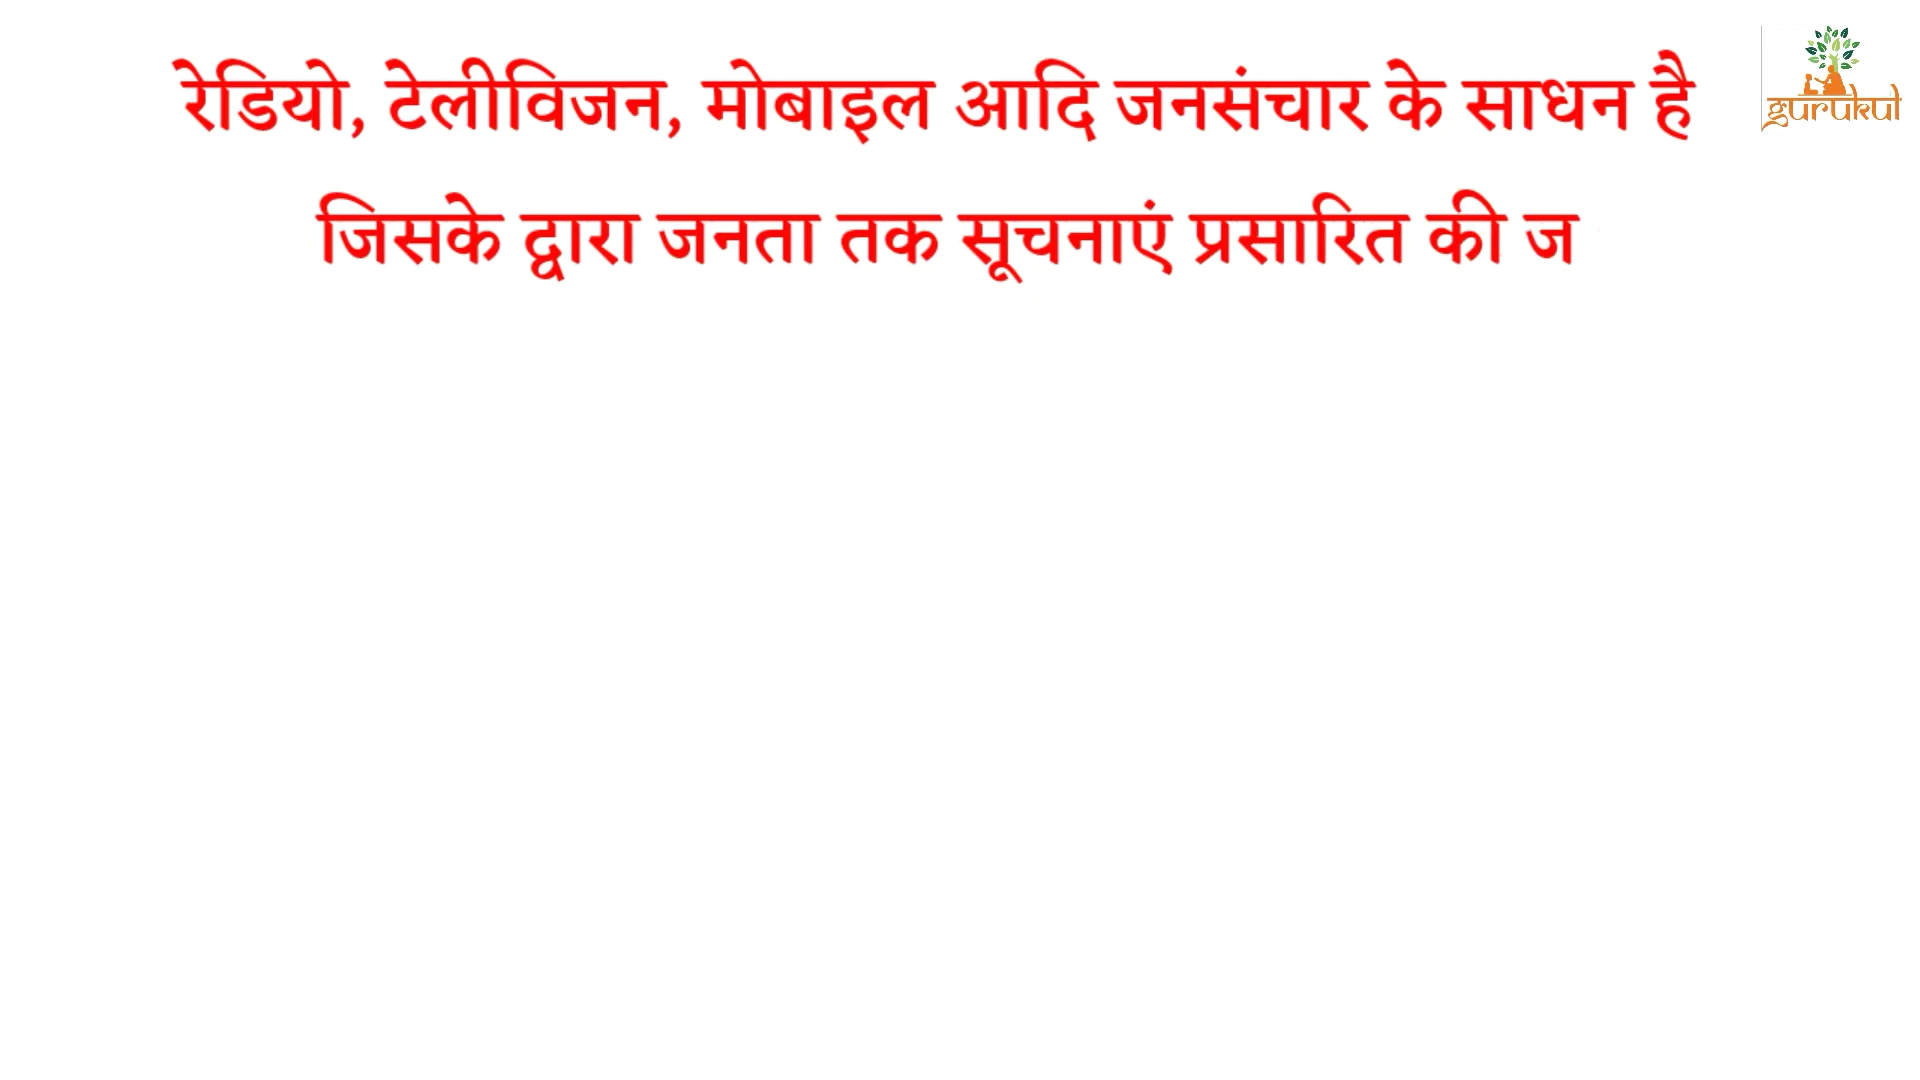 रेडियो, टेलीविजन, मोबाइल आदि जनसंचार के साधन है
जिसके द्वारा जनता तक सूचनाएं प्रसारित की ज
gurukul